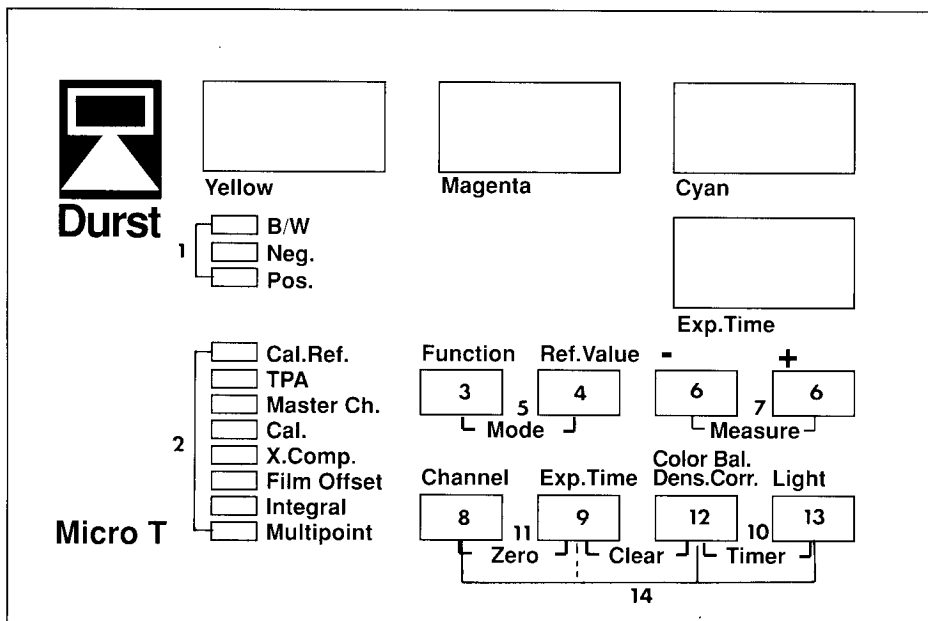 Yellow Magenta Cyan
Durst
1
B/W
Neg.
Pos.
Exp.Time
2
Cal.Ref.
TPA
Master Ch.
Cal.
X.Comp.
Film Offset
Integral
Multipoint
Micro T
Function Ref.Value - +
3 5 4 6 7 6
Mode Measure
Color Bal.
Channel Exp.Time Dens.Corr. Light
8 11 9 12 10 13
Zero Clear Timer
14